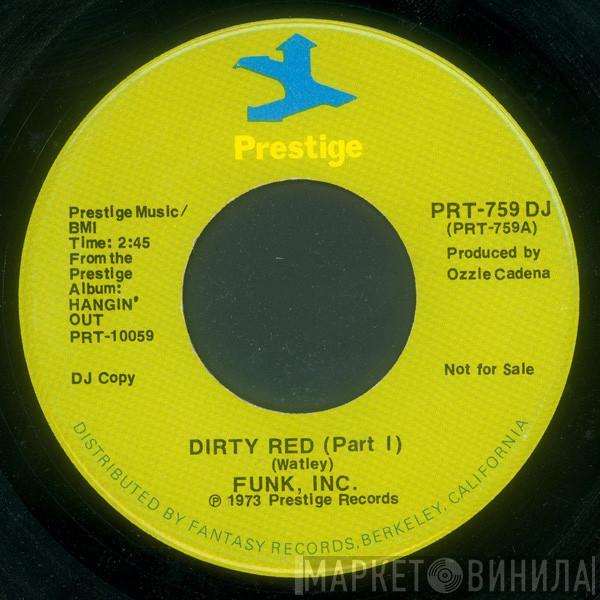 Prestige
Prestige Music/
BMI
Time: 2:45
From the
Prestige
Album:
HANGIN'
OUT
PRT-10059
DJ Copy
PRT-759 DJ
(PRT-759A)
Produced by
Ozzie Cadena
Not for Sale
DIRTY RED (Part I)
(Watley)
FUNK, INC.
℗ 1973 Prestige Records
DISTRIBUTED BY FANTASY RECORDS, BERKELEY, CALIFORNIA
МАРКЕТ ВИНИЛА